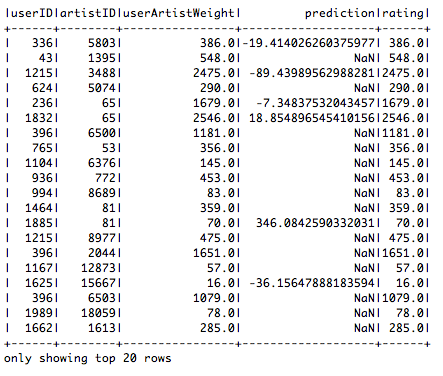 |userID|artistID|userArtistWeight|         prediction|rating|
+------+--------+----------------+-------------------+------+
|   336|    5803|           386.0|-19.414026260375977| 386.0|
|    43|    1395|           548.0|                NaN| 548.0|
|  1215|    3488|          2475.0| -89.43989562988281|2475.0|
|   624|    5074|           290.0|                NaN| 290.0|
|   236|      65|          1679.0|  -7.34837532043457|1679.0|
|  1832|      65|          2546.0| 18.854896545410156|2546.0|
|   396|    6500|          1181.0|                NaN|1181.0|
|   765|      53|           356.0|                NaN| 356.0|
|  1104|    6376|           145.0|                NaN| 145.0|
|   936|     772|           453.0|                NaN| 453.0|
|   994|    8689|            83.0|                NaN|  83.0|
|  1464|      81|           359.0|                NaN| 359.0|
|  1885|      81|            70.0|  346.0842590332031|  70.0|
|  1215|    8977|           475.0|                NaN| 475.0|
|   396|    2044|          1651.0|                NaN|1651.0|
|  1167|   12873|            57.0|                NaN|  57.0|
|  1625|   15667|            16.0| -36.15647888183594|  16.0|
|   396|    6503|          1079.0|                NaN|1079.0|
|  1989|   18059|            78.0|                NaN|  78.0|
|  1662|    1613|           285.0|                NaN| 285.0|
+------+--------+----------------+-------------------+------+
only showing top 20 rows